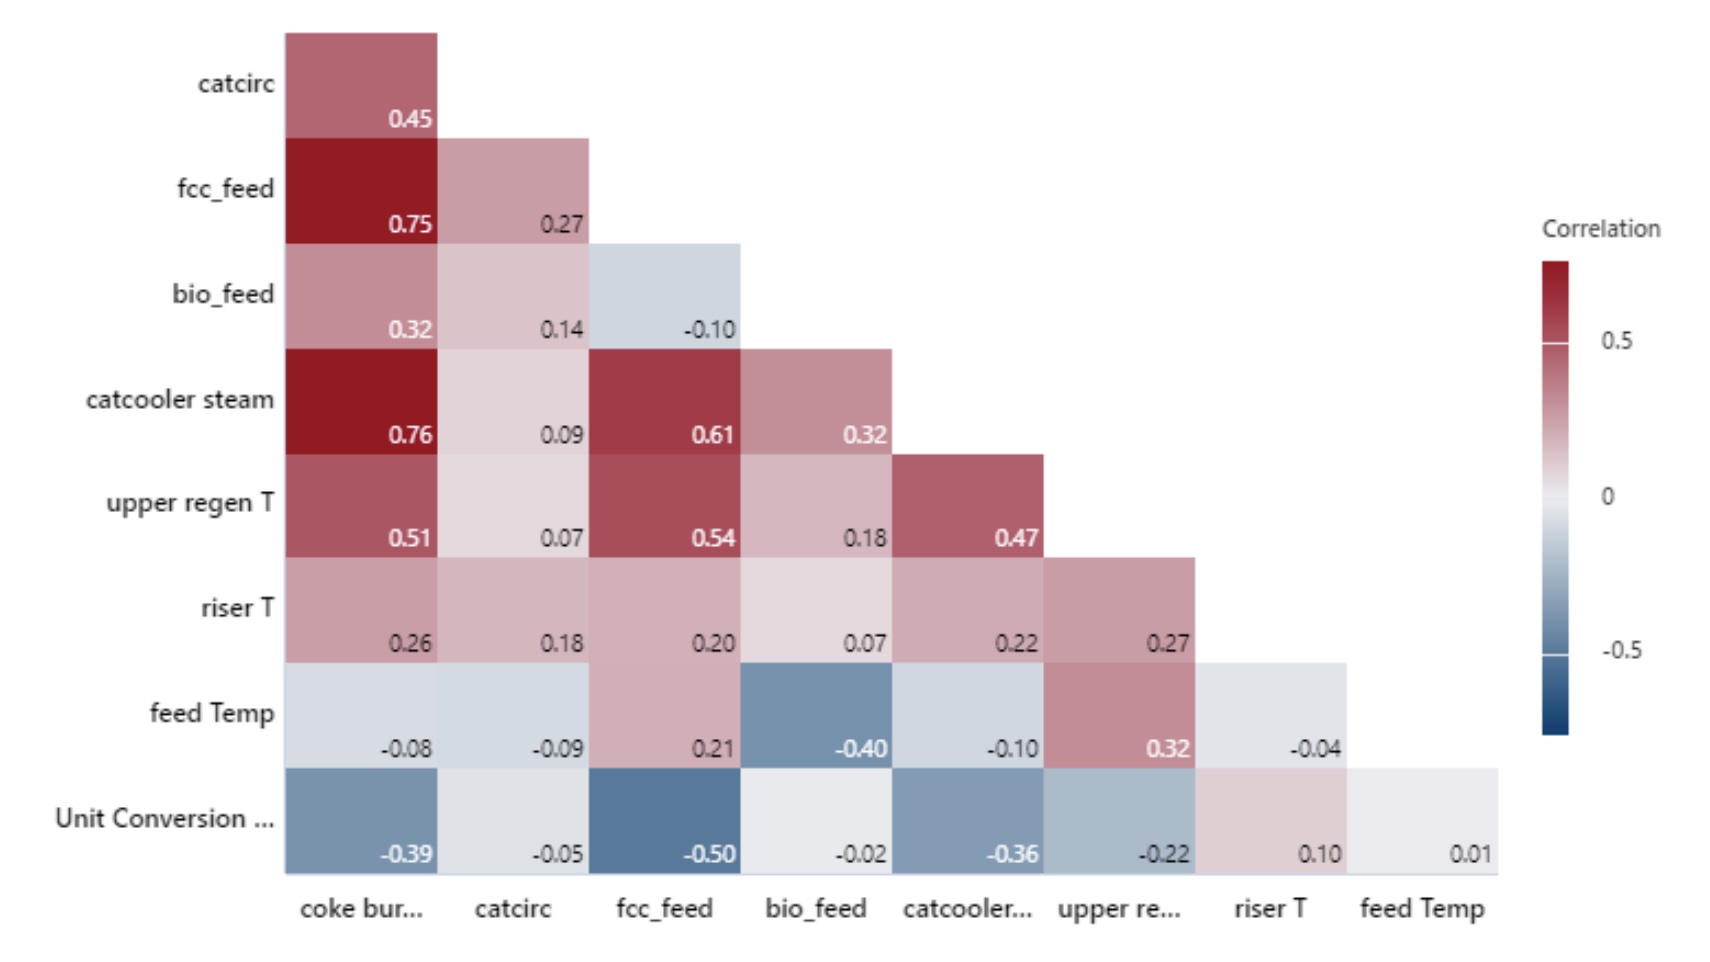 catcirc
0.45
fcc_feed
0.75 0.27
bio_feed
0.32 0.14 -0.10
catcooler steam
0.76 0.09 0.61 0.32
upper regen T
0.51 0.07 0.54 0.18 0.47
riser T
0.26 0.18 0.20 0.07 0.22 0.27
feed Temp
-0.08 -0.09 0.21 -0.40 -0.10 0.32 -0.04
Unit Conversion ...
-0.39 -0.05 -0.50 -0.02 -0.36 -0.22 0.10 0.01
coke bur... catcirc fcc_feed bio_feed catcooler... upper re... riser T feed Temp
Correlation
0.5
0
-0.5